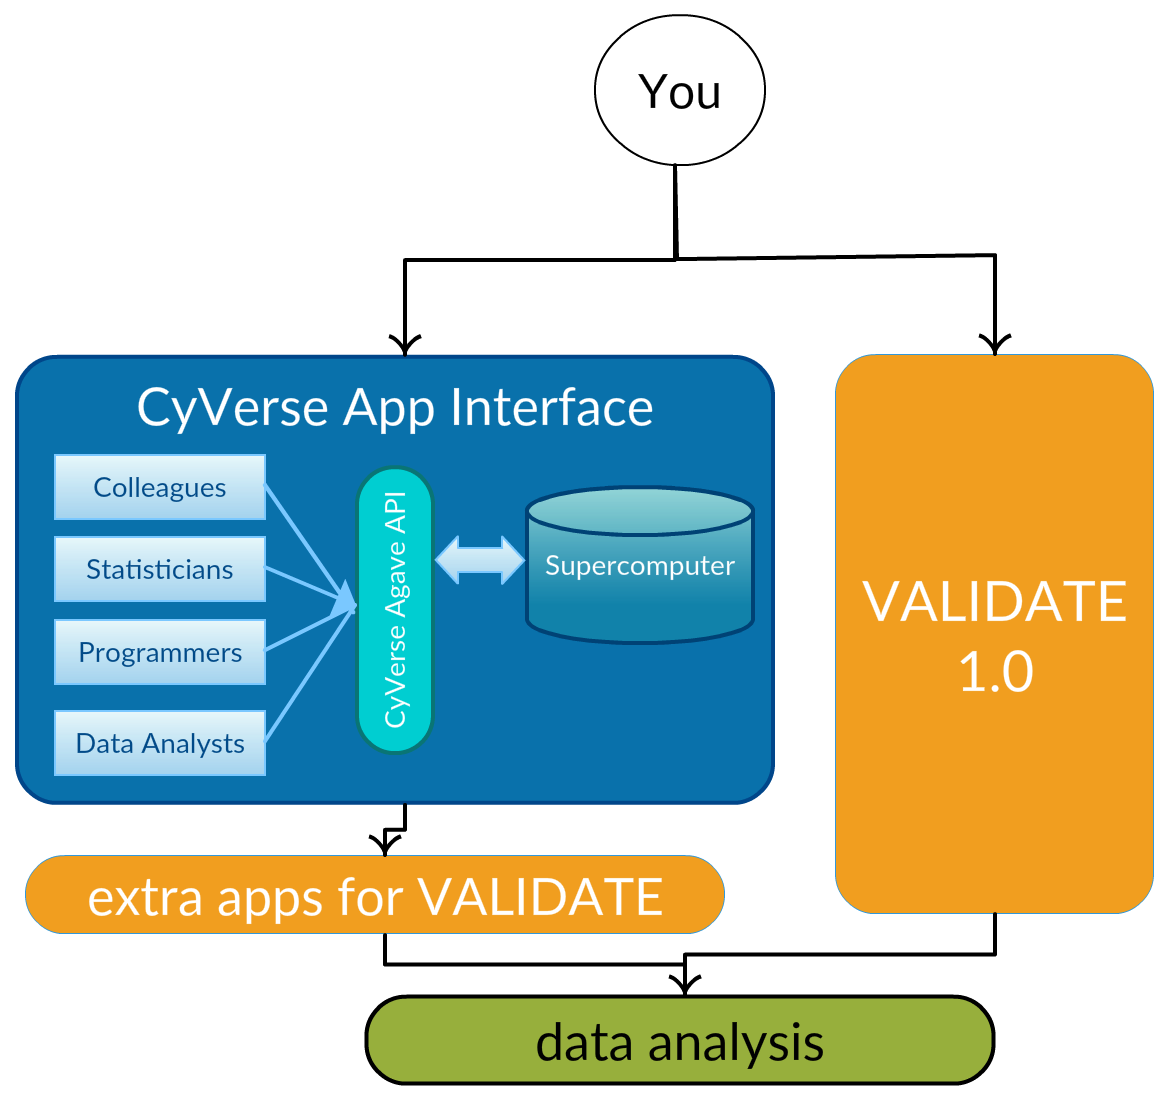 You
CyVerse App Interface
Colleagues
Statisticians
Programmers
Data Analysts
CyVerse Agave API
Supercomputer
VALIDATE
1.0
extra apps for VALIDATE
data analysis